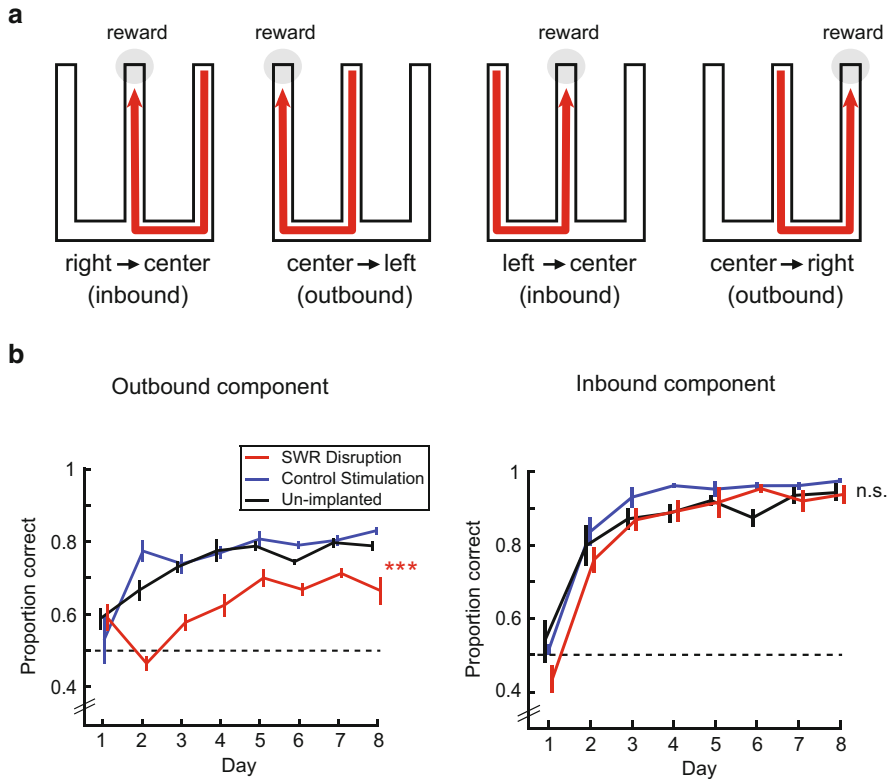 a
reward
reward
reward
reward
right → center
(inbound)
center → left
(outbound)
left → center
(inbound)
center → right
(outbound)
b
Outbound component
SWR Disruption
Control Stimulation
Un-implanted
1
0.8
0.6
0.4
Proportion correct
***
1 2 3 4 5 6 7 8
Day
Inbound component
1
0.8
0.6
0.4
Proportion correct
n.s.
1 2 3 4 5 6 7 8
Day